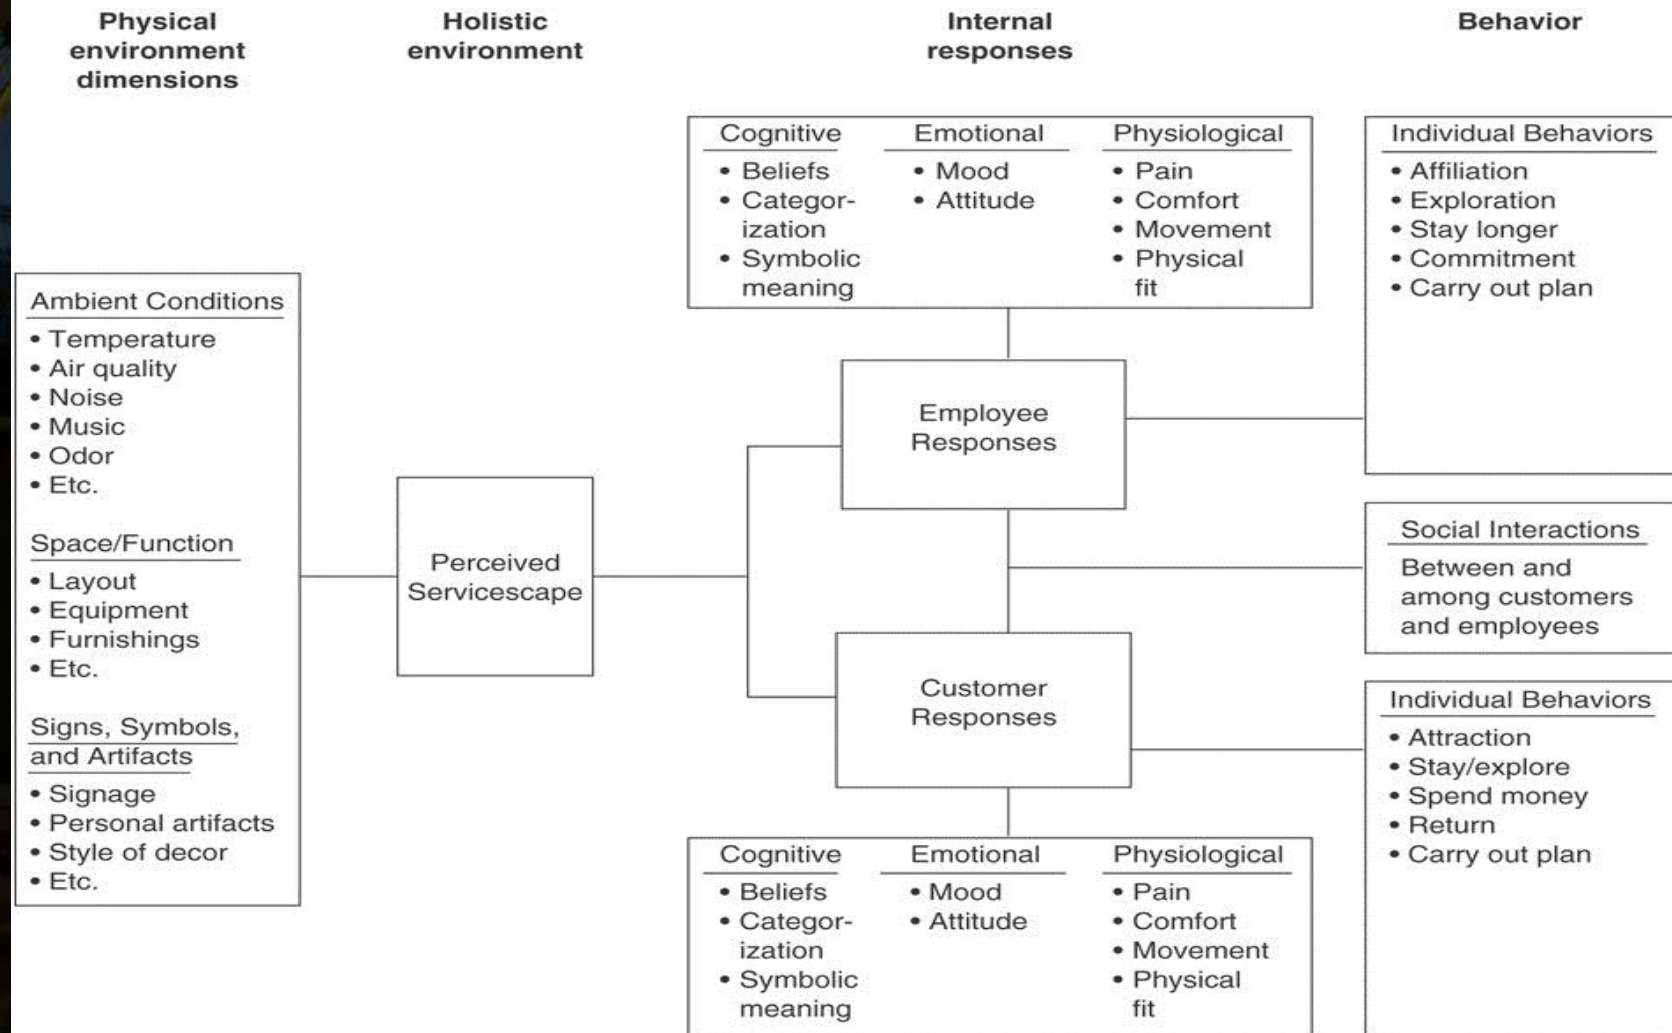 Physical
environment
dimensions
Holistic
environment
Internal
responses
Behavior
Ambient Conditions
• Temperature
• Air quality
• Noise
• Music
• Odor
• Etc.
Space/Function
• Layout
• Equipment
• Furnishings
• Etc.
Signs, Symbols,
and Artifacts
• Signage
• Personal artifacts
• Style of decor
• Etc.
Perceived
Servicescape
Cognitive
• Beliefs
• Categor-
ization
• Symbolic
meaning
Emotional
• Mood
• Attitude
Physiological
• Pain
• Comfort
• Movement
• Physical
fit
Employee
Responses
Customer
Responses
Cognitive
• Beliefs
• Categor-
ization
• Symbolic
meaning
Emotional
• Mood
• Attitude
Physiological
• Pain
• Comfort
• Movement
• Physical
fit
Individual Behaviors
• Affiliation
• Exploration
• Stay longer
• Commitment
• Carry out plan
Social Interactions
Between and
among customers
and employees
Individual Behaviors
• Attraction
• Stay/explore
• Spend money
• Return
• Carry out plan